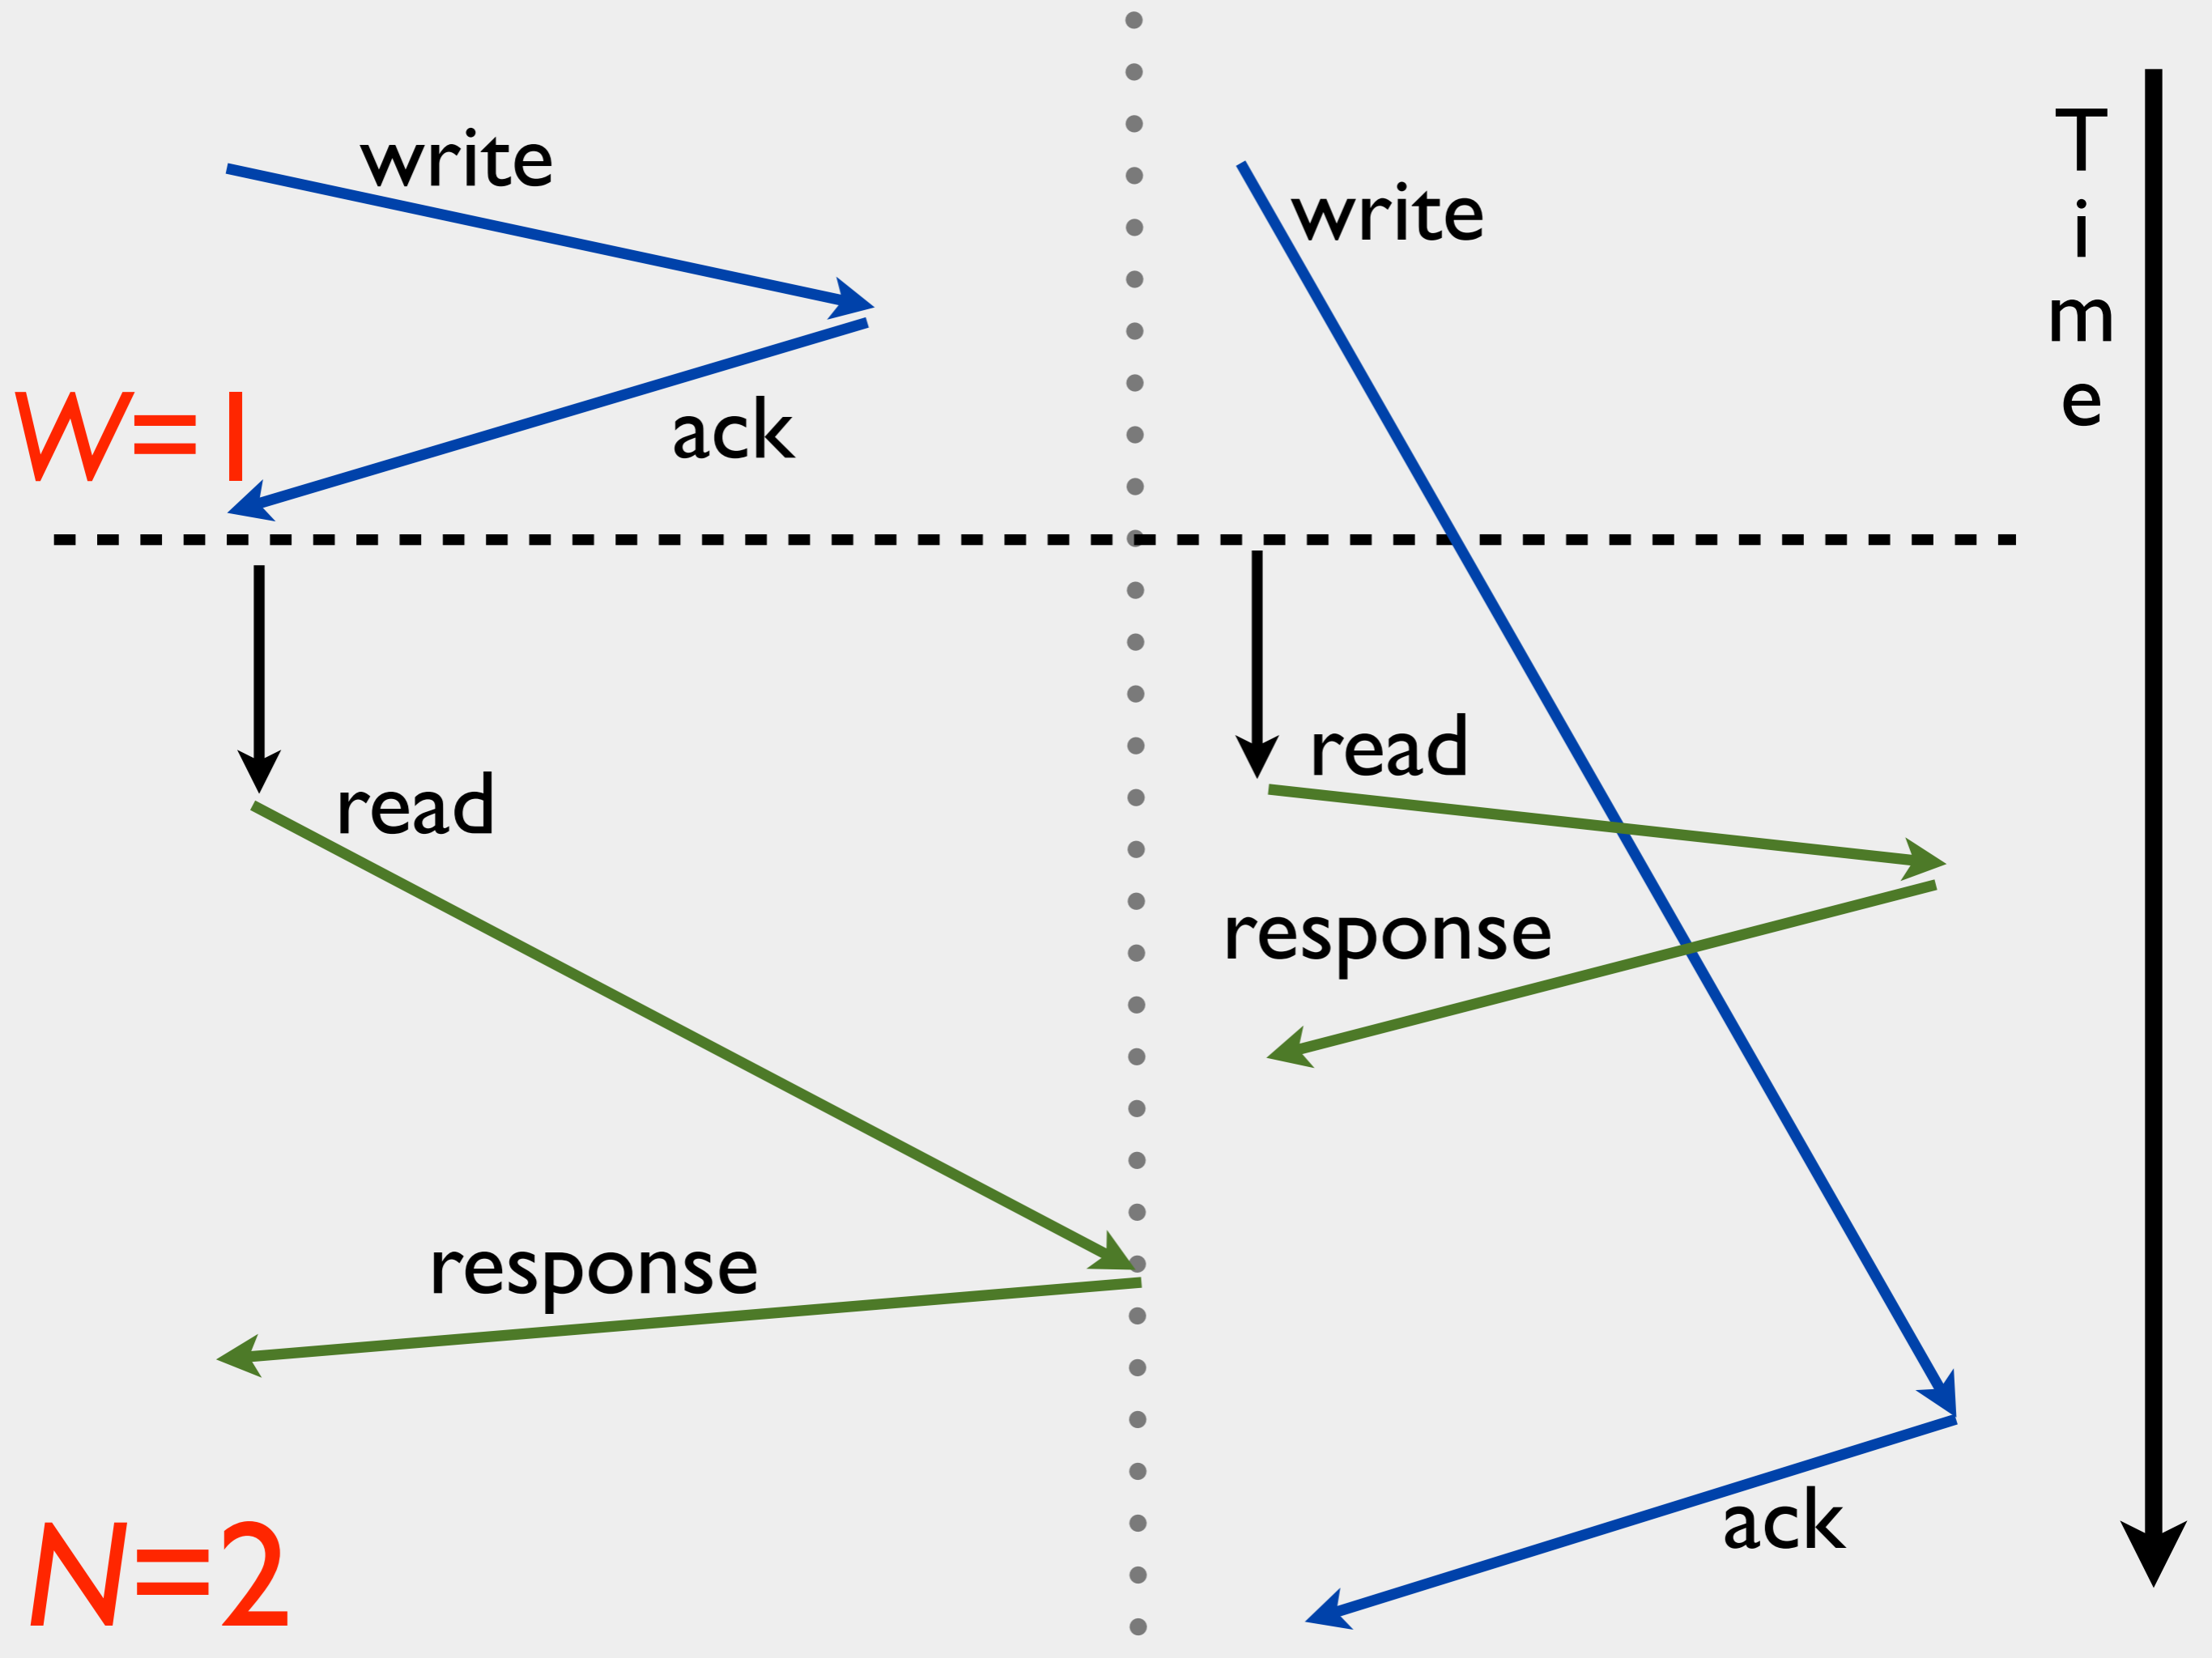 write
write
T
i
m
e
W=1
ack
read
read
response
response
ack
N=2